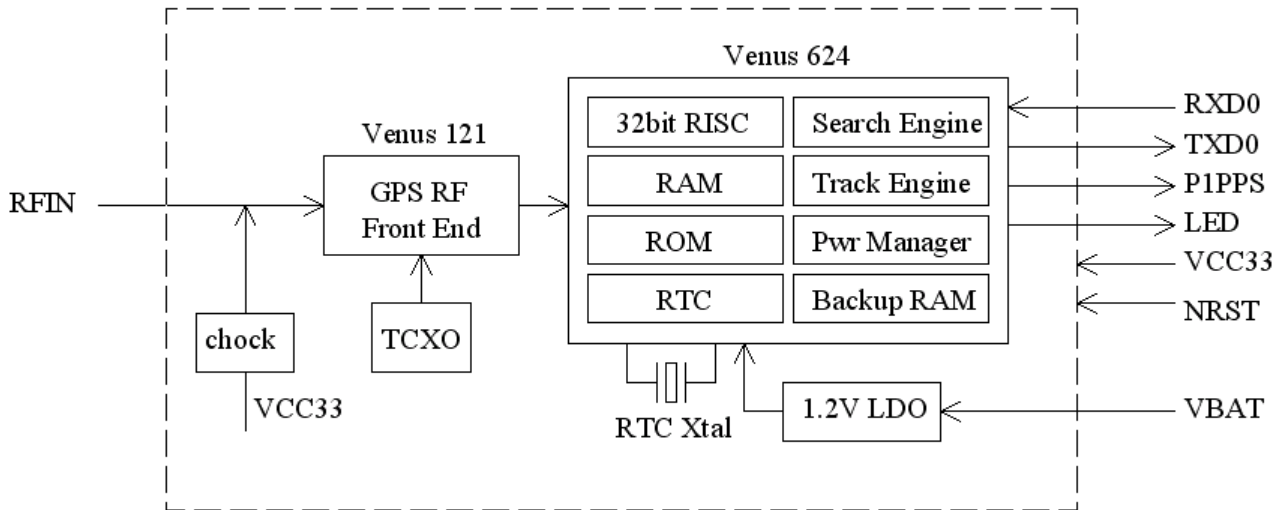 Venus 624
32bit RISC
Search Engine
RAM
Track Engine
ROM
Pwr Manager
RTC
Backup RAM
Venus 121
GPS RF
Front End
RFIN
chock
TCXO
VCC33
RTC Xtal
1.2V LDO
RXD0
TXD0
P1PPS
LED
VCC33
NRST
VBAT